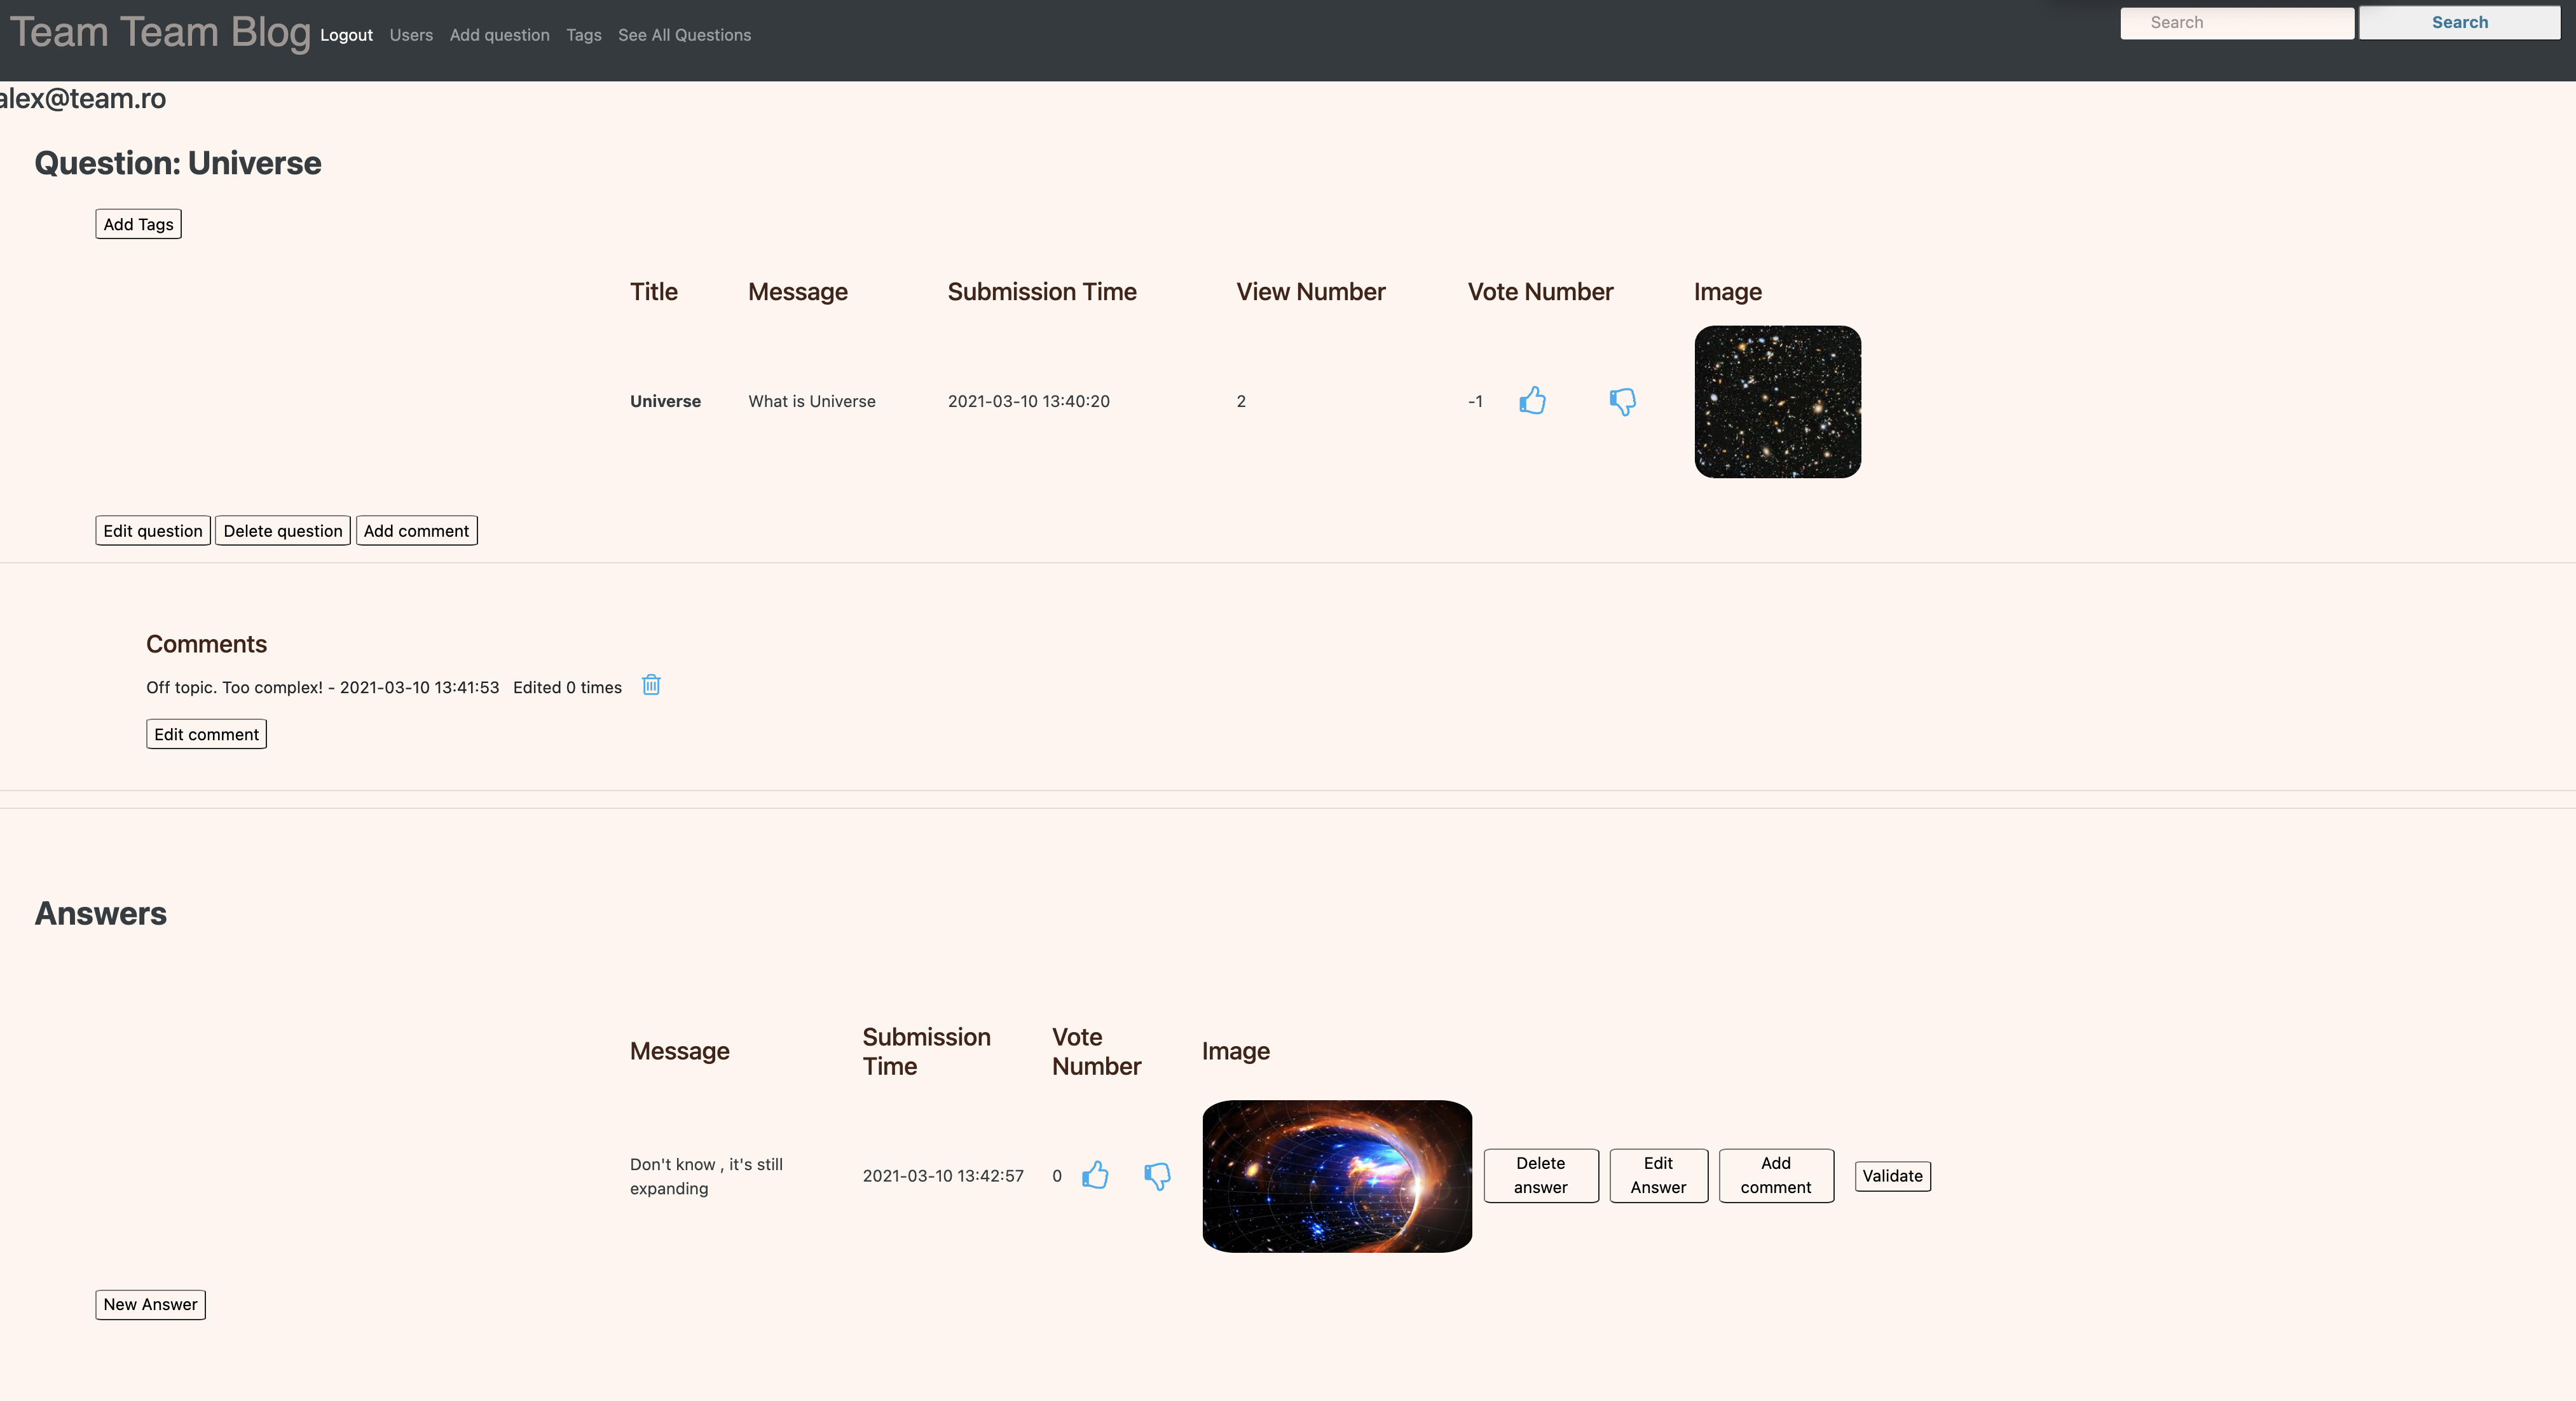 Team Team Blog Logout Users Add question Tags See All Questions Search Search
alex@team.ro
Question: Universe
Add Tags
Title Message Submission Time View Number Vote Number Image
Universe What is Universe 2021-03-10 13:40:20 2 -1
Edit question Delete question Add comment
Comments
Off topic. Too complex! - 2021-03-10 13:41:53 Edited 0 times
Edit comment
Answers
Message Submission Time Vote Number Image
Don't know , it's still expanding 2021-03-10 13:42:57 0 Delete answer Edit Answer Add comment Validate
New Answer